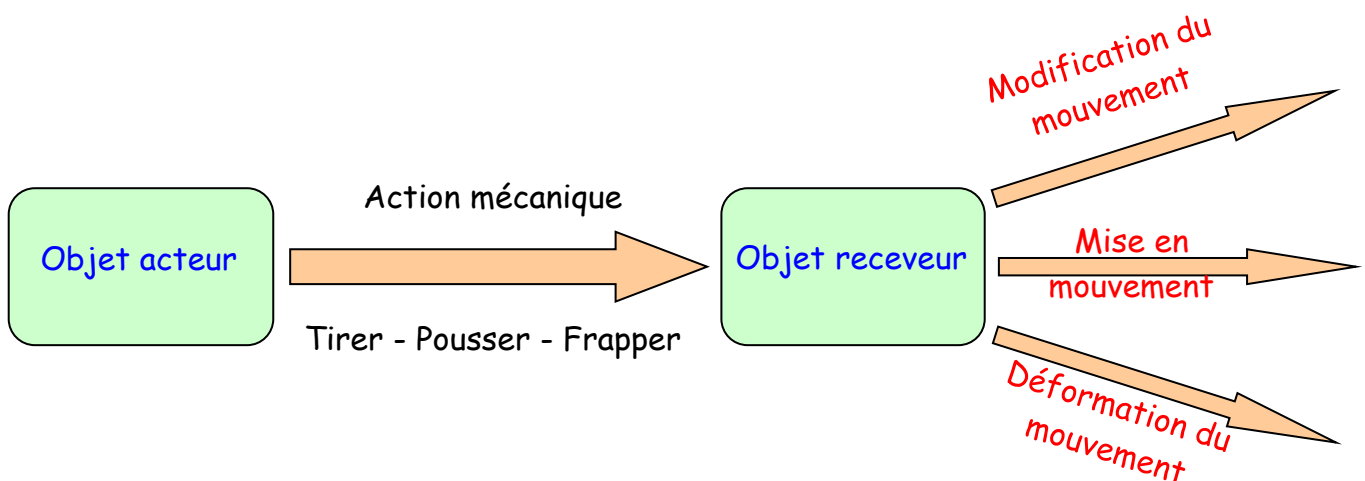 Objet acteur
Action mécanique
Tirer - Pousser - Frapper
Objet receveur
Modification du
mouvement
Mise en
mouvement
Déformation du
mouvement